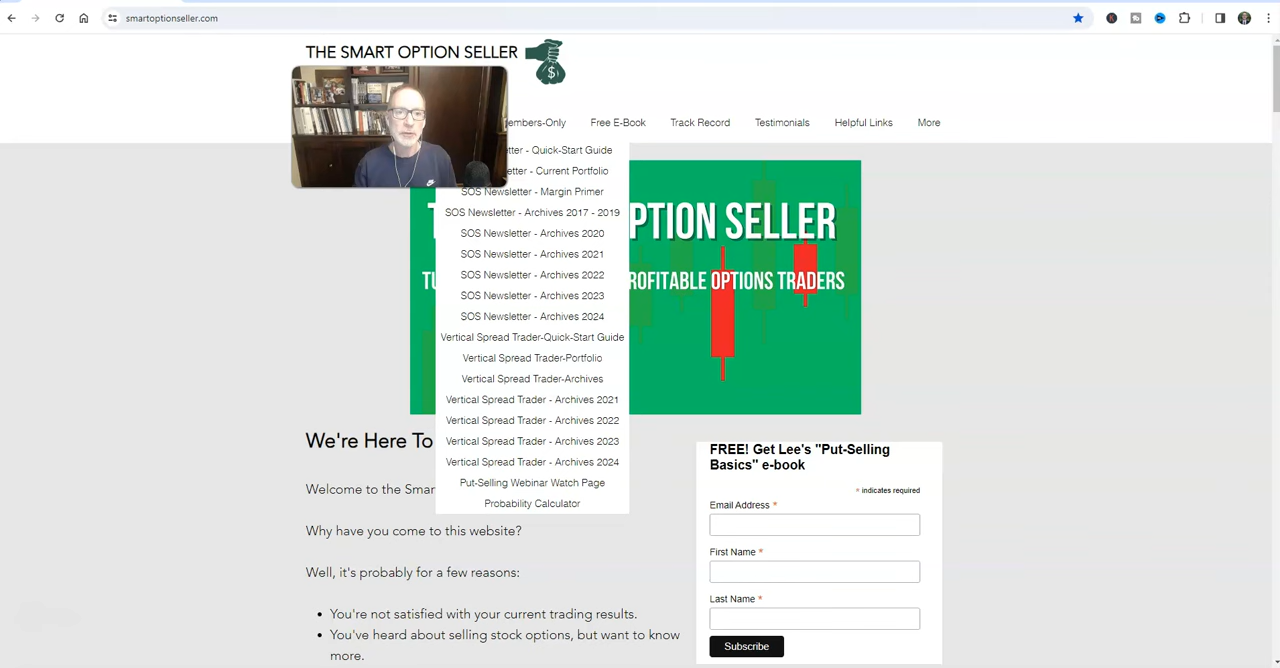 smartoptionseller.com
THE SMART OPTION SELLER
$
embers-Only
Free E-Book
Track Record
Testimonials
Helpful Links
More
etter - Quick-Start Guide
etter - Current Portfolio
SOS Newsletter - Margin Primer
SOS Newsletter - Archives 2017 - 2019
SOS Newsletter - Archives 2020
SOS Newsletter - Archives 2021
SOS Newsletter - Archives 2022
SOS Newsletter - Archives 2023
SOS Newsletter - Archives 2024
Vertical Spread Trader-Quick-Start Guide
Vertical Spread Trader-Portfolio
Vertical Spread Trader-Archives
Vertical Spread Trader - Archives 2021
Vertical Spread Trader - Archives 2022
Vertical Spread Trader - Archives 2023
Vertical Spread Trader - Archives 2024
Put-Selling Webinar Watch Page
Probability Calculator
T PTION SELLER
TU ROFITABLE OPTIONS TRADERS
We're Here To
Welcome to the Smar
Why have you come to this website?
Well, it's probably for a few reasons:
• You're not satisfied with your current trading results.
• You've heard about selling stock options, but want to know
more.
FREE! Get Lee's "Put-Selling
Basics" e-book
* indicates required
Email Address *
First Name *
Last Name *
Subscribe